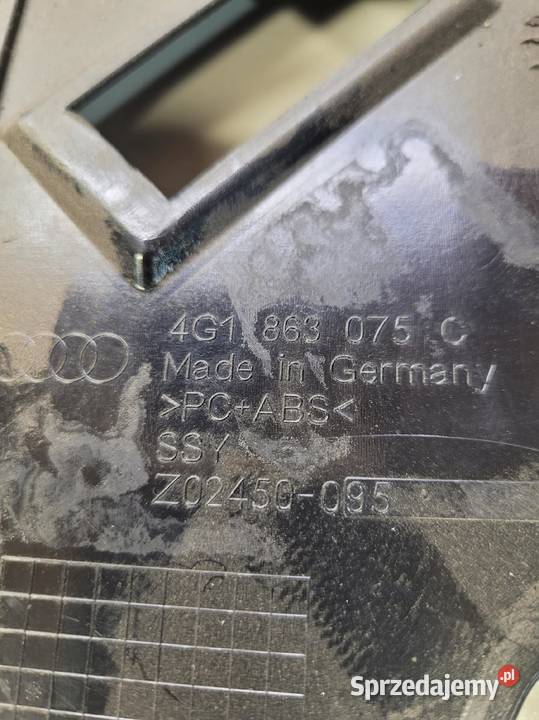 4G1 863 075 C
Made in Germany
>PC+ABS<
SSY
Z02450-095
Sprzedajemy.pl